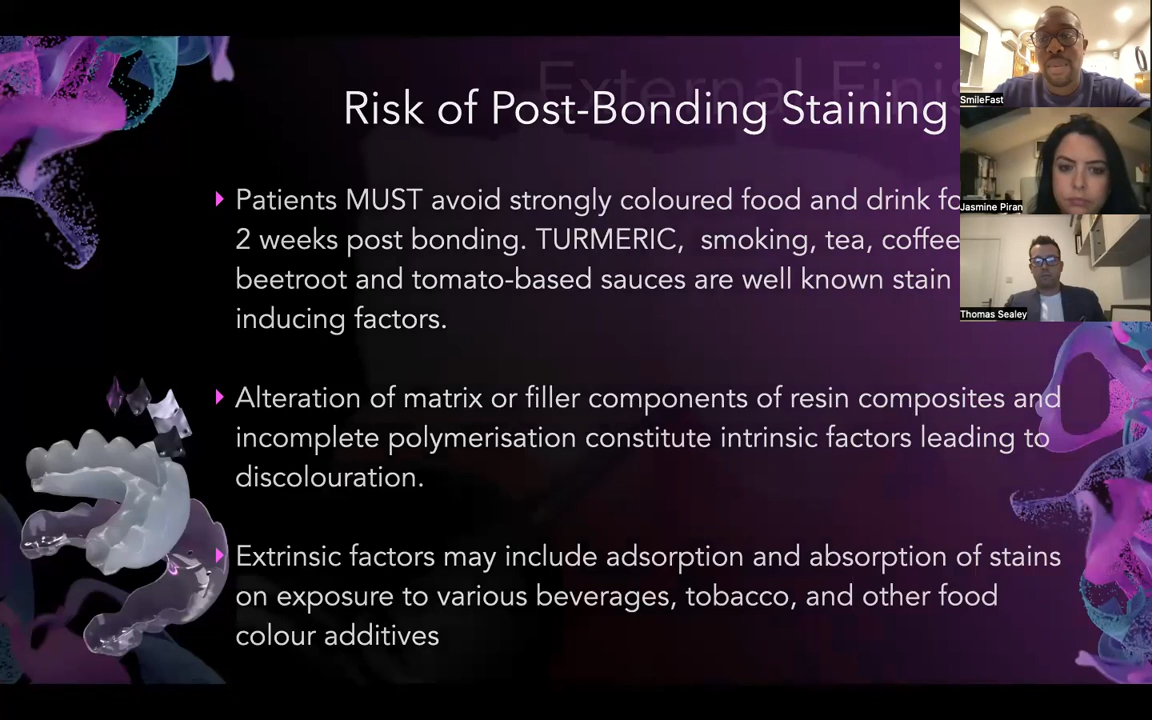 External Finis
Risk of Post-Bonding Staining
Patients MUST avoid strongly coloured food and drink fo
2 weeks post bonding. TURMERIC, smoking, tea, coffee
beetroot and tomato-based sauces are well known stain
inducing factors.
Alteration of matrix or filler components of resin composites and
incomplete polymerisation constitute intrinsic factors leading to
discolouration.
Extrinsic factors may include adsorption and absorption of stains
on exposure to various beverages, tobacco, and other food
colour additives
SmileFast
Jasmine Piran
Thomas Sealey